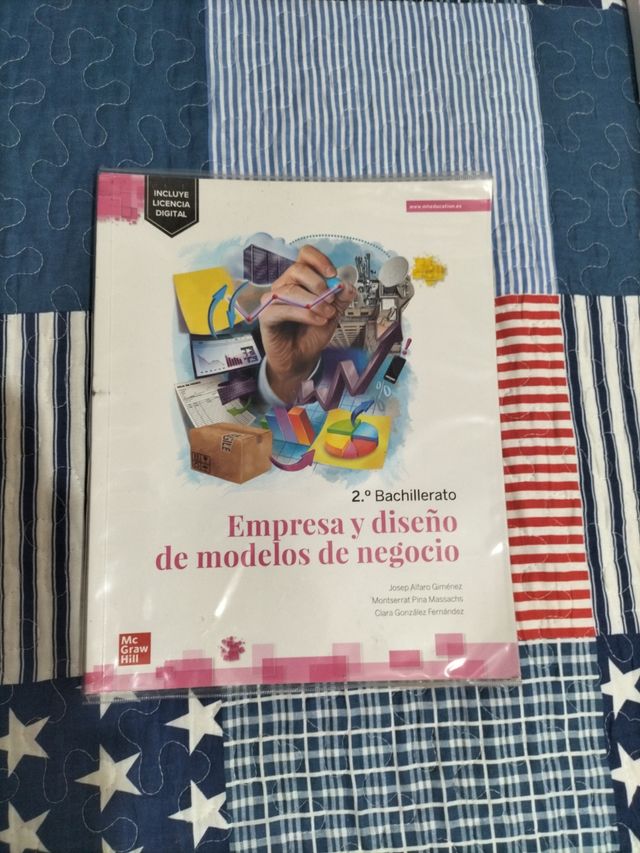 INCLUYE
LICENCIA
DIGITAL
www.mheducation.es
FRAGILE
2.º Bachillerato
Empresa y diseño
de modelos de negocio
Josep Alfaro Giménez
Montserrat Pina Massachs
Clara González Fernández
Mc
Graw
Hill